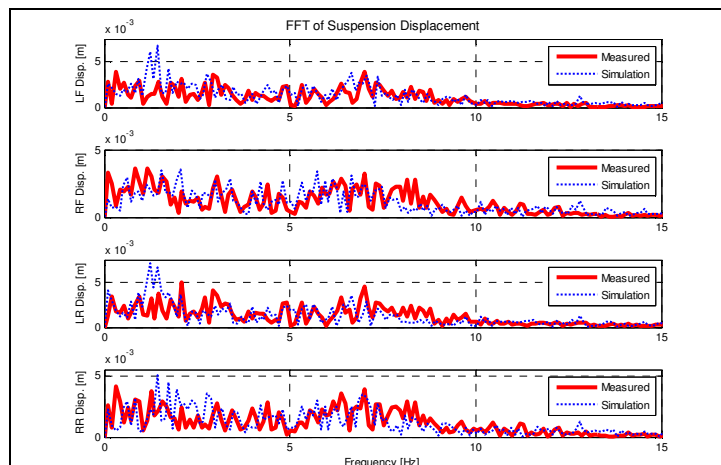 FFT of Suspension Displacement
x 10⁻³
LF Disp. [m]
5
0
0 5 10 15
Measured
Simulation
x 10⁻³
RF Disp. [m]
5
0
0 5 10 15
Measured
Simulation
x 10⁻³
LR Disp. [m]
5
0
0 5 10 15
Measured
Simulation
x 10⁻³
RR Disp. [m]
5
0
0 5 10 15
Measured
Simulation
Frequency [Hz]